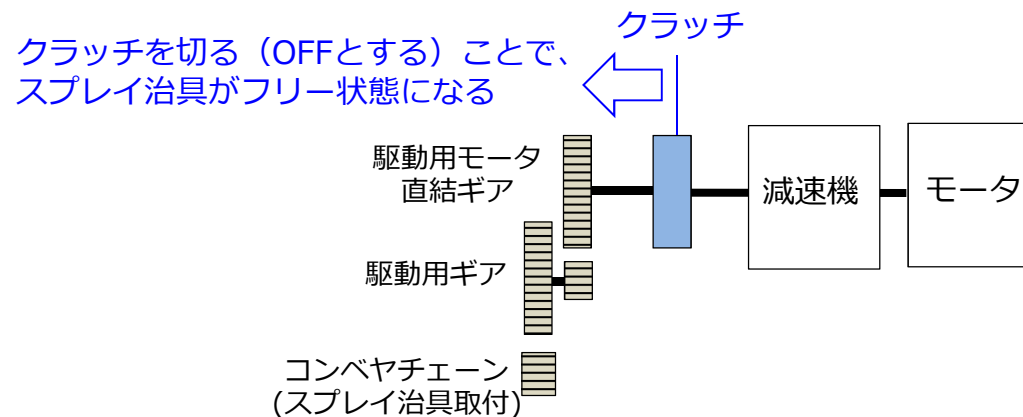 クラッチ
クラッチを切る（OFFとする）ことで、
スプレイ治具がフリー状態になる
駆動用モータ
直結ギア
減速機
モータ
駆動用ギア
コンベヤチェーン
(スプレイ治具取付)